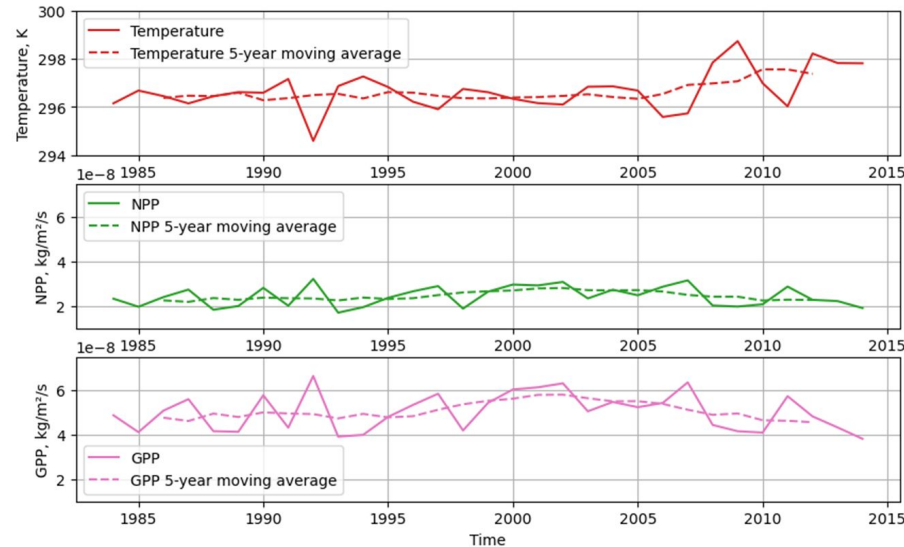 300
298
296
294
Temperature, K
Temperature
Temperature 5-year moving average
1985 1990 1995 2000 2005 2010 2015
1e−8
6
4
2
NPP, kg/m²/s
NPP
NPP 5-year moving average
1985 1990 1995 2000 2005 2010 2015
1e−8
6
4
2
GPP, kg/m²/s
GPP
GPP 5-year moving average
1985 1990 1995 2000 2005 2010 2015
Time